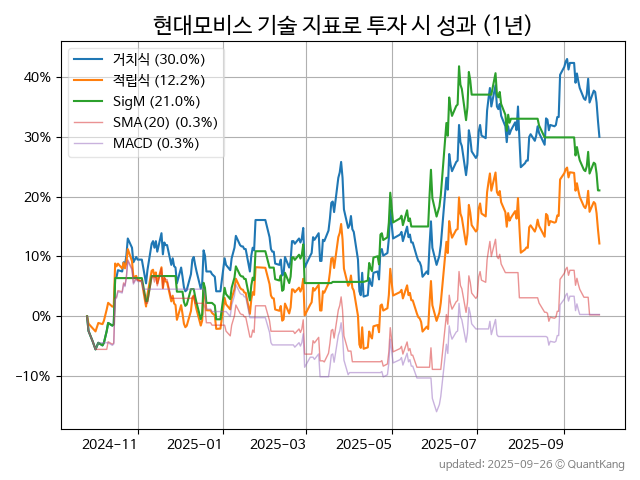 현대모비스 기술 지표로 투자 시 성과 (1년)
거치식 (30.0%)
적립식 (12.2%)
SigM (21.0%)
SMA(20) (0.3%)
MACD (0.3%)
40%
30%
20%
10%
0%
−10%
2024-11
2025-01
2025-03
2025-05
2025-07
2025-09
updated: 2025-09-26 © QuantKang